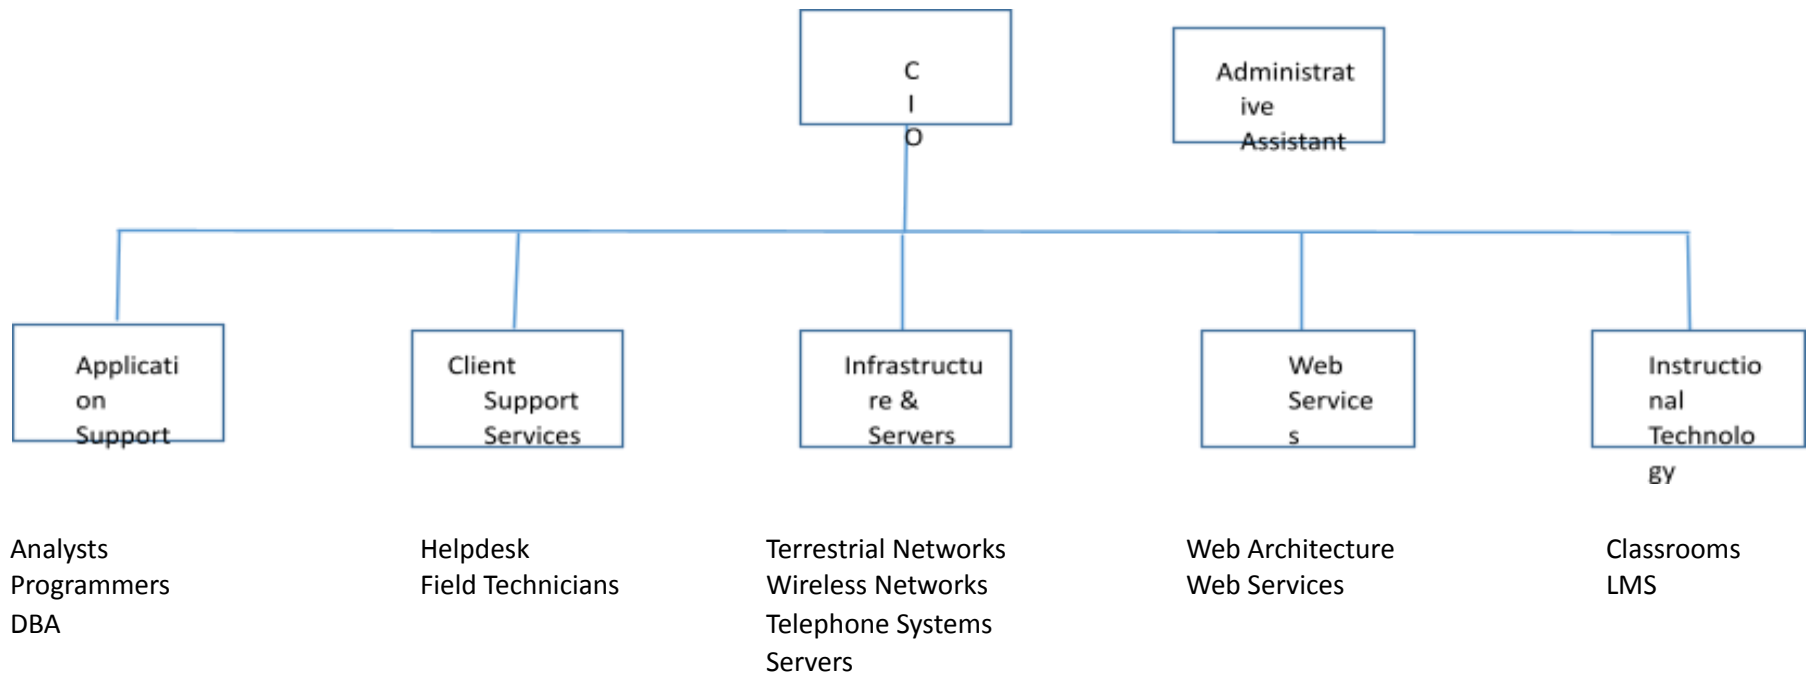 C
I
O
Administrat
ive
Assistant
Applicati
on
Support
Client
Support
Services
Infrastructu
re &
Servers
Web
Service
s
Instructio
nal
Technolo
gy
Analysts
Programmers
DBA
Helpdesk
Field Technicians
Terrestrial Networks
Wireless Networks
Telephone Systems
Servers
Web Architecture
Web Services
Classrooms
LMS